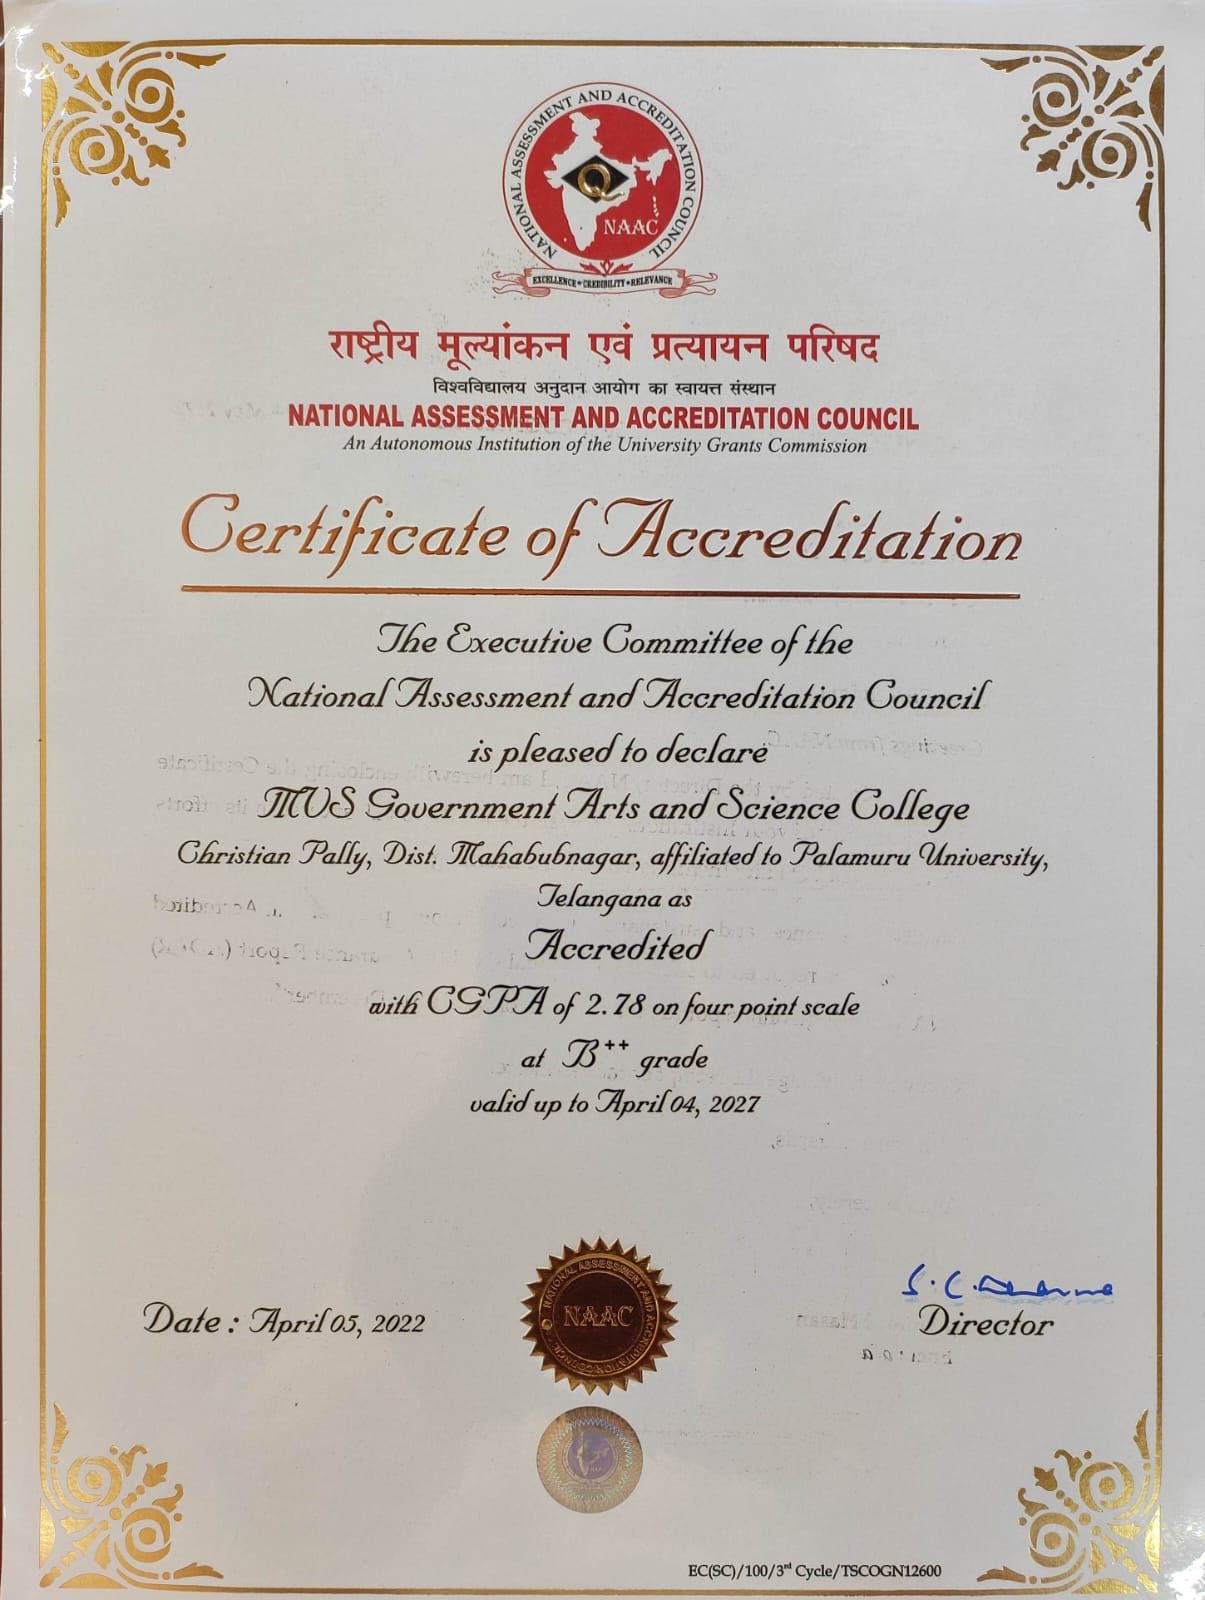 NATIONAL ASSESSMENT AND ACCREDITATION COUNCIL
NAAC
EXCELLENCE * CREDIBILITY * RELEVANCE
राष्ट्रीय मूल्यांकन एवं प्रत्यायन परिषद
विश्वविद्यालय अनुदान आयोग का स्वायत्त संस्थान
NATIONAL ASSESSMENT AND ACCREDITATION COUNCIL
An Autonomous Institution of the University Grants Commission
Certificate of Accreditation
The Executive Committee of the
National Assessment and Accreditation Council
is pleased to declare
MVS Government Arts and Science College
Christian Pally, Dist. Mahabubnagar, affiliated to Palamuru University,
Telangana as
Accredited
with CGPA of 2.78 on four point scale
at B++ grade
valid up to April 04, 2027
NATIONAL ASSESSMENT AND ACCREDITATION COUNCIL
NAAC
Date : April 05, 2022
Director
EC(SC)/100/3rd Cycle/TSCOGN12600